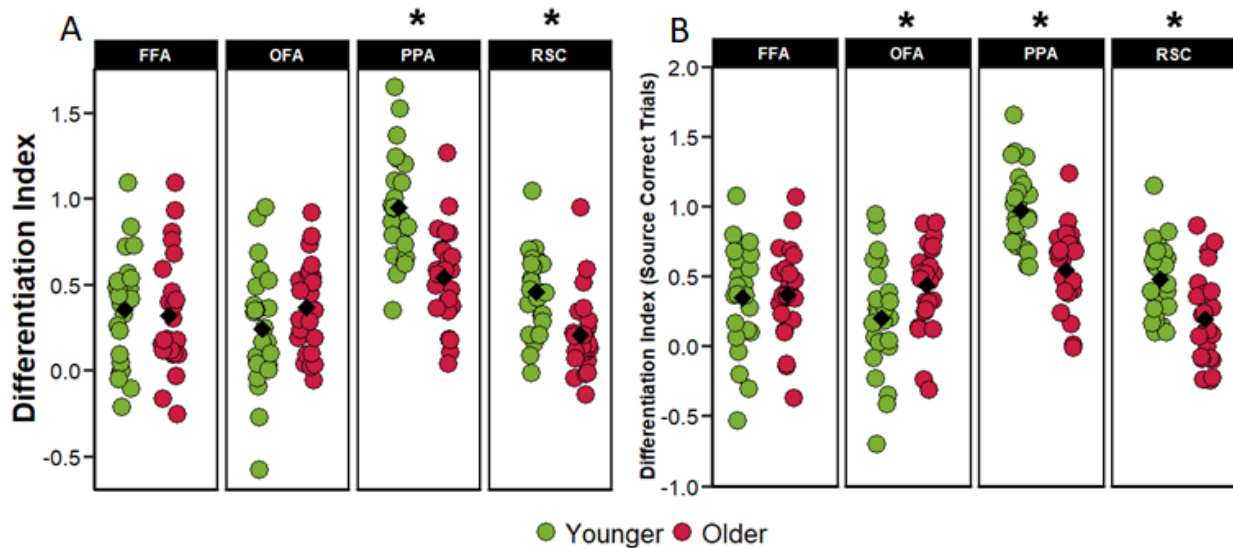 A
* *
FFA OFA PPA RSC
Differentiation Index
1.5
1.0
0.5
0.0
-0.5
B
* * *
FFA OFA PPA RSC
Differentiation Index (Source Correct Trials)
2.0
1.5
1.0
0.5
0.0
-0.5
-1.0
Younger Older